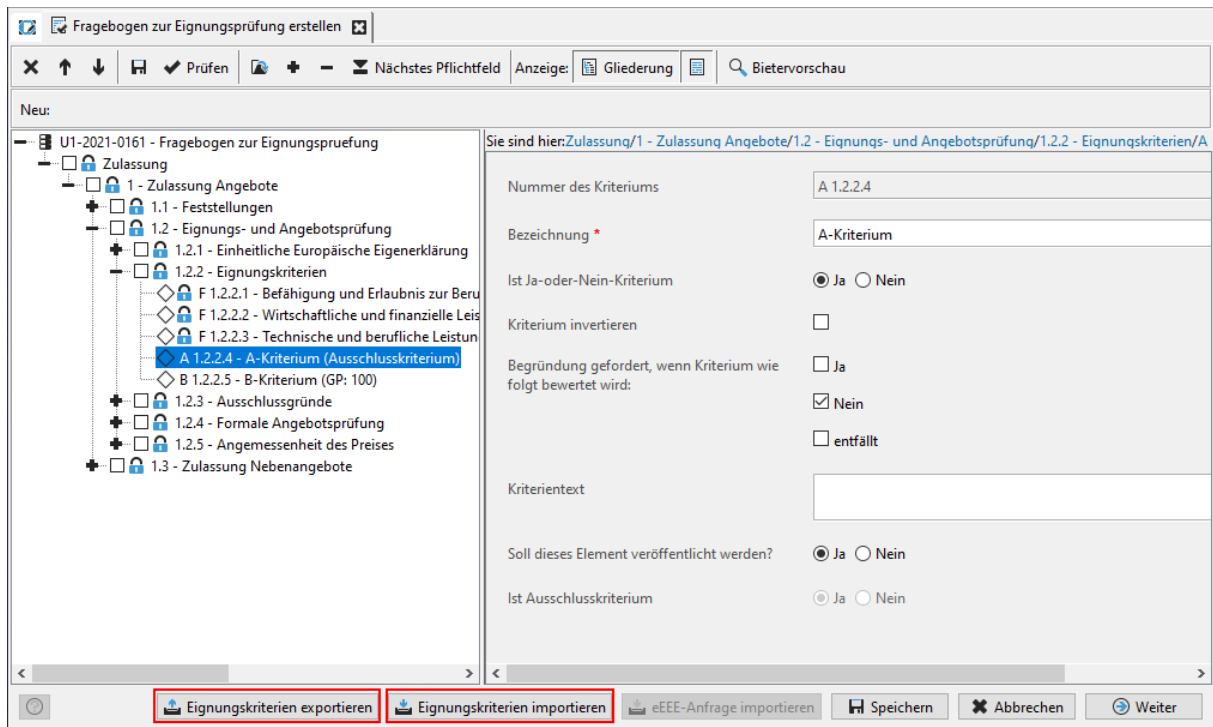 Fragebogen zur Eignungsprüfung erstellen
Prüfen Nächstes Pflichtfeld Anzeige: Gliederung Bietervorschau
Neu:
U1-2021-0161 - Fragebogen zur Eignungspruefung
Zulassung
1 - Zulassung Angebote
1.1 - Feststellungen
1.2 - Eignungs- und Angebotsprüfung
1.2.1 - Einheitliche Europäische Eigenerklärung
1.2.2 - Eignungskriterien
F 1.2.2.1 - Befähigung und Erlaubnis zur Beru
F 1.2.2.2 - Wirtschaftliche und finanzielle Leis
F 1.2.2.3 - Technische und berufliche Leistun
A 1.2.2.4 - A-Kriterium (Ausschlusskriterium)
B 1.2.2.5 - B-Kriterium (GP: 100)
1.2.3 - Ausschlussgründe
1.2.4 - Formale Angebotsprüfung
1.2.5 - Angemessenheit des Preises
1.3 - Zulassung Nebenangebote
Sie sind hier:Zulassung/1 - Zulassung Angebote/1.2 - Eignungs- und Angebotsprüfung/1.2.2 - Eignungskriterien/A
Nummer des Kriteriums A 1.2.2.4
Bezeichnung * A-Kriterium
Ist Ja-oder-Nein-Kriterium Ja Nein
Kriterium invertieren
Begründung gefordert, wenn Kriterium wie Ja
folgt bewertet wird:
Nein
entfällt
Kriterientext
Soll dieses Element veröffentlicht werden? Ja Nein
Ist Ausschlusskriterium Ja Nein
Eignungskriterien exportieren Eignungskriterien importieren eEEE-Anfrage importieren Speichern Abbrechen Weiter